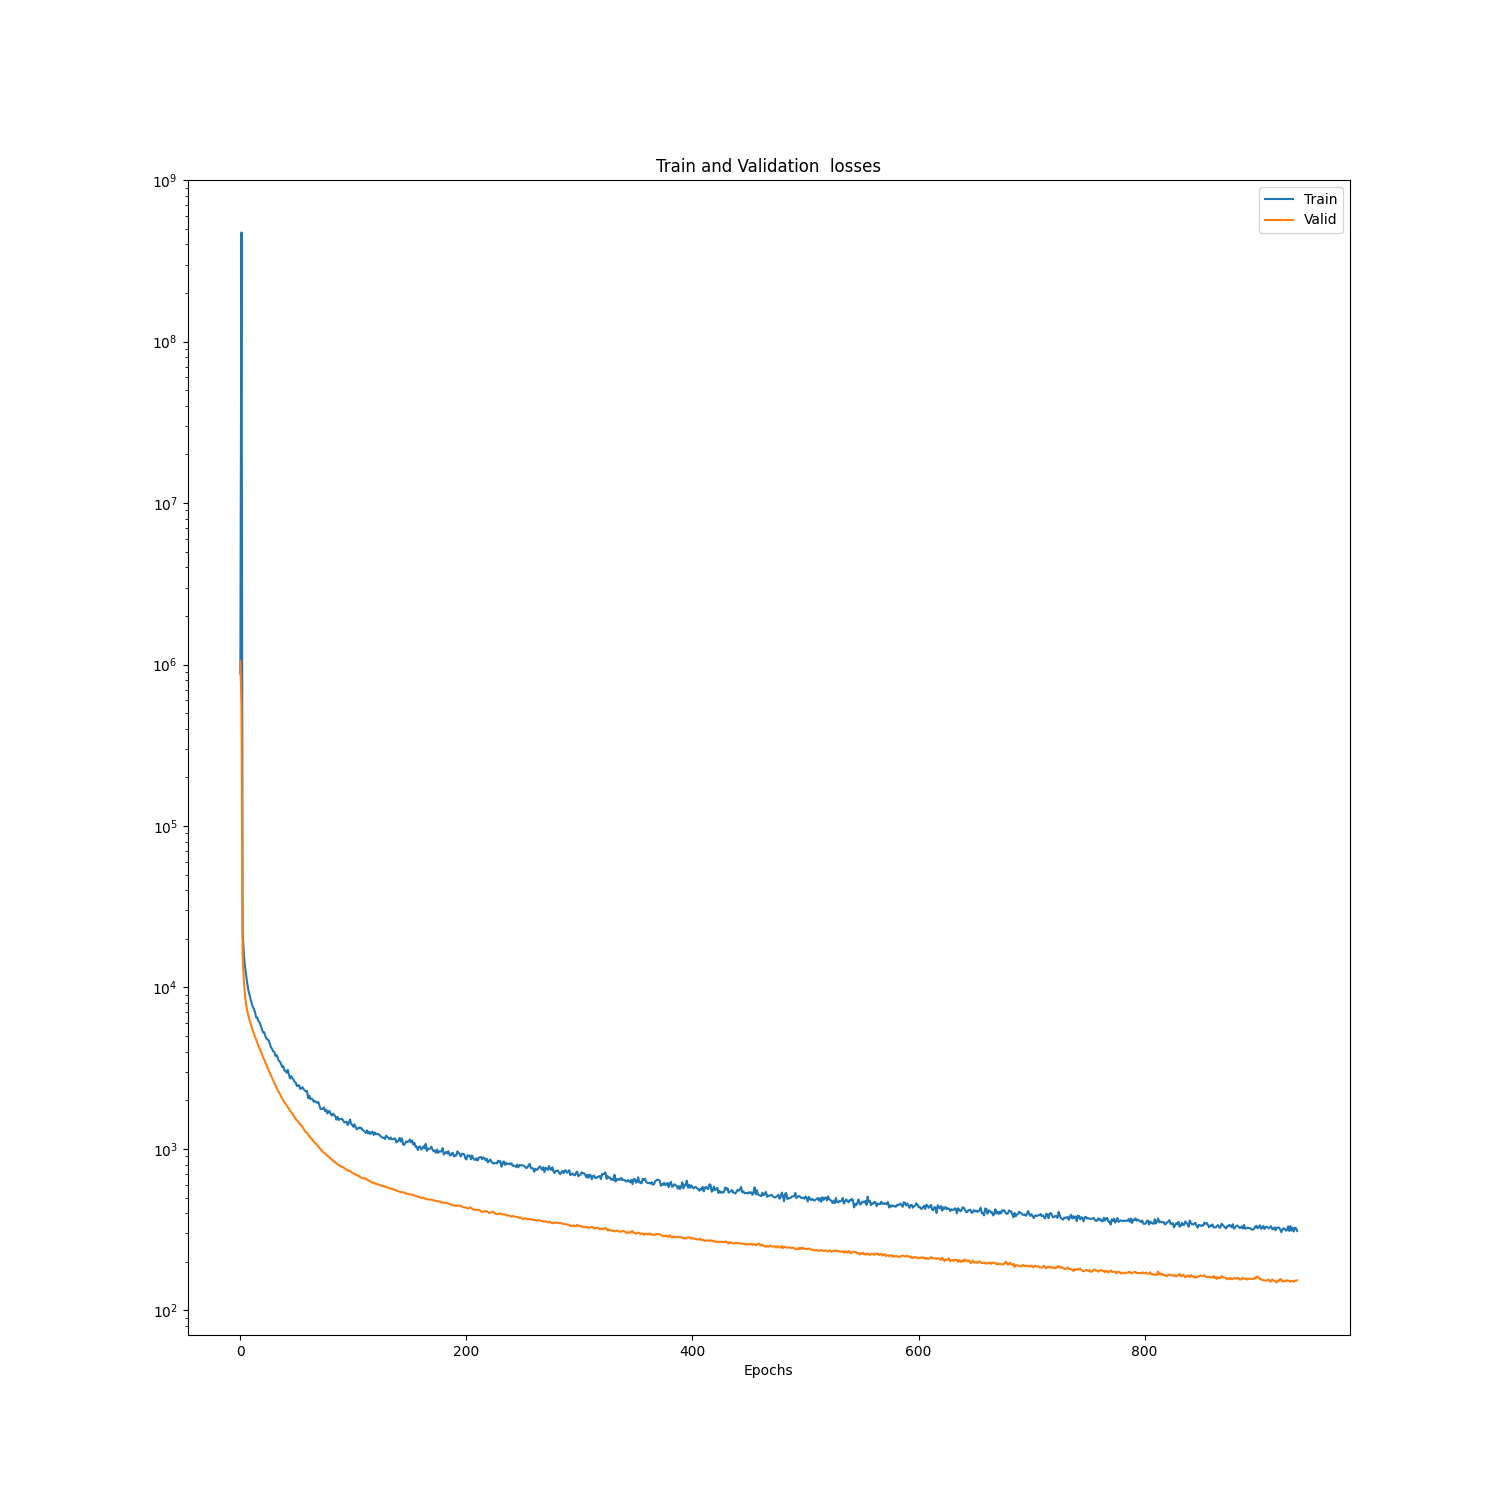 Train and Validation  losses
Train
Valid
10⁹
10⁸
10⁷
10⁶
10⁵
10⁴
10³
10²
0 200 400 600 800
Epochs